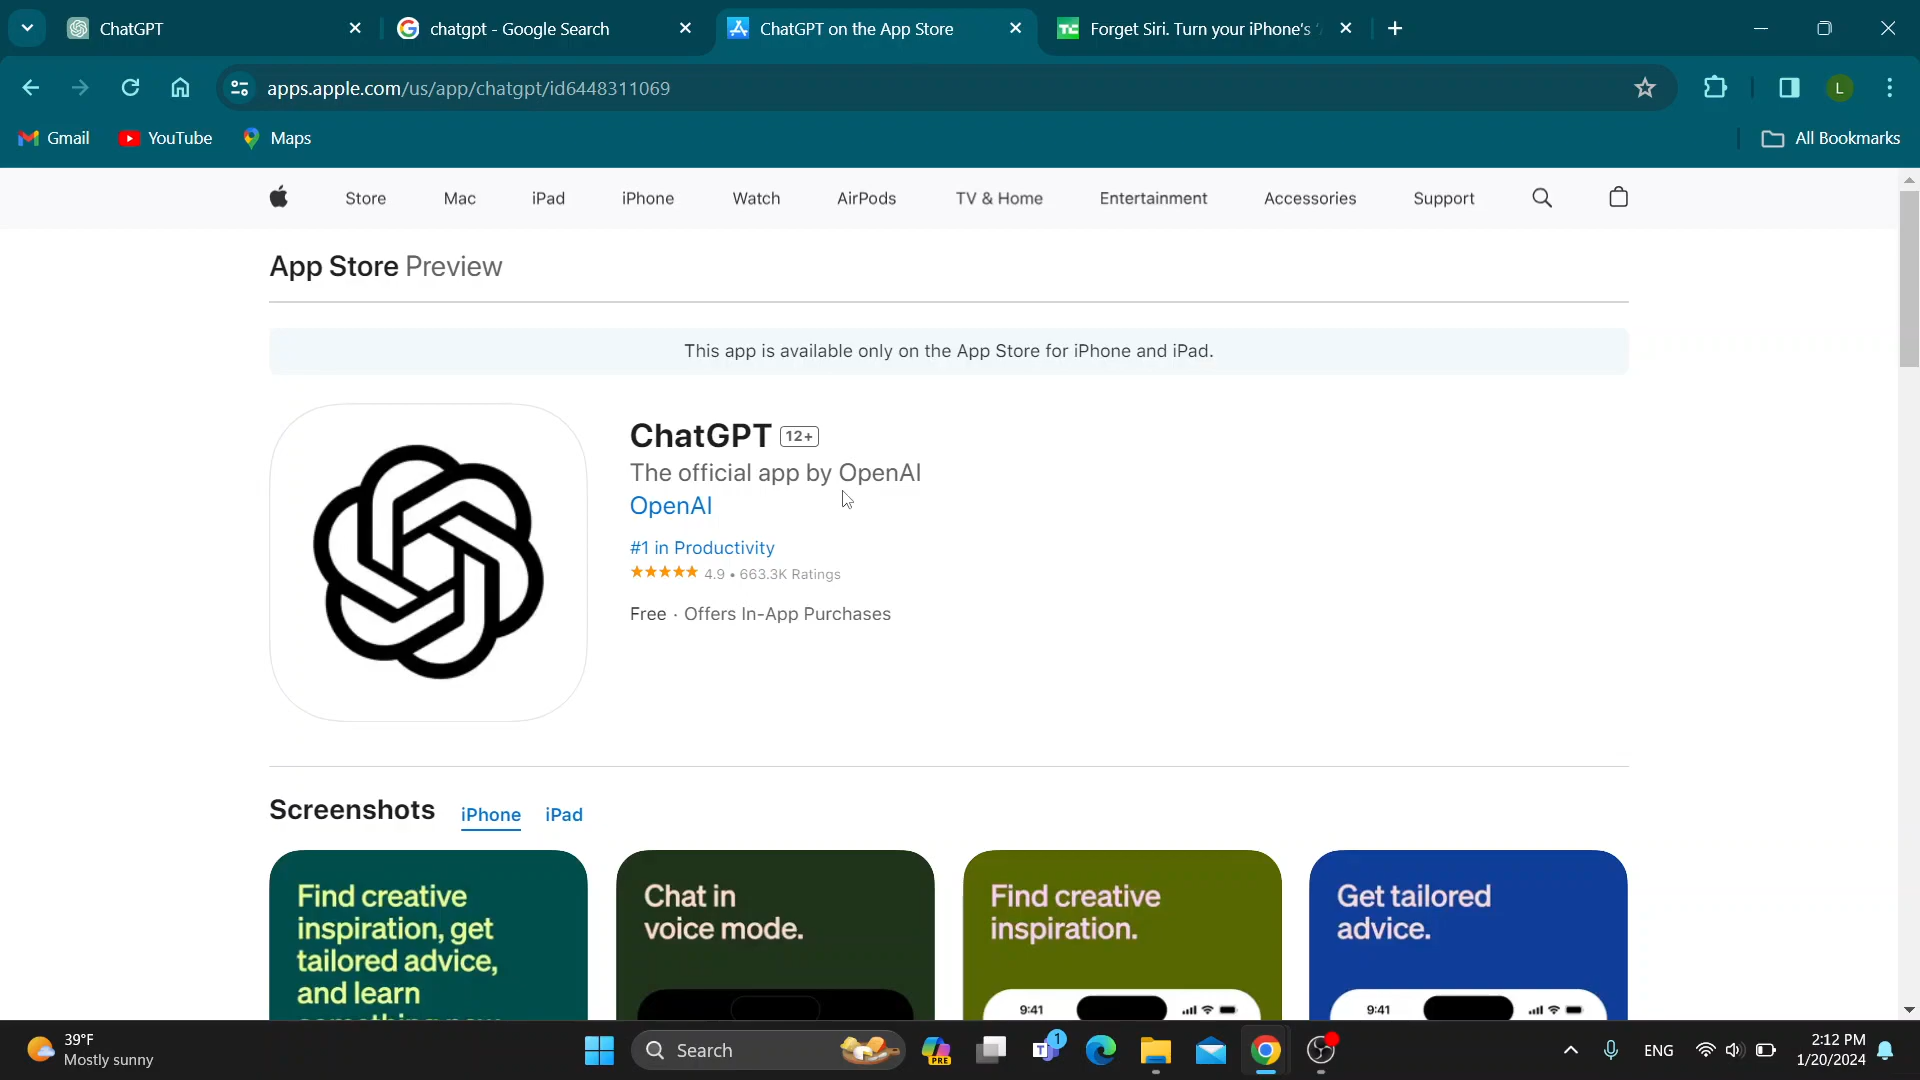 ChatGPT
chatgpt - Google Search
ChatGPT on the App Store
Forget Siri. Turn your iPhone's
apps.apple.com/us/app/chatgpt/id6448311069
L
Gmail
YouTube
Maps
All Bookmarks
Store
Mac
iPad
iPhone
Watch
AirPods
TV & Home
Entertainment
Accessories
Support
App Store Preview
This app is available only on the App Store for iPhone and iPad.
ChatGPT 12+
The official app by OpenAI
OpenAI
#1 in Productivity
★★★★★ 4.9 • 663.3K Ratings
Free · Offers In-App Purchases
Screenshots
iPhone
iPad
Find creative
inspiration, get
tailored advice,
and learn
Chat in
voice mode.
Find creative
inspiration.
9:41
Get tailored
advice.
9:41
39°F
Mostly sunny
Search
PRE
1
ENG
2:12 PM
1/20/2024